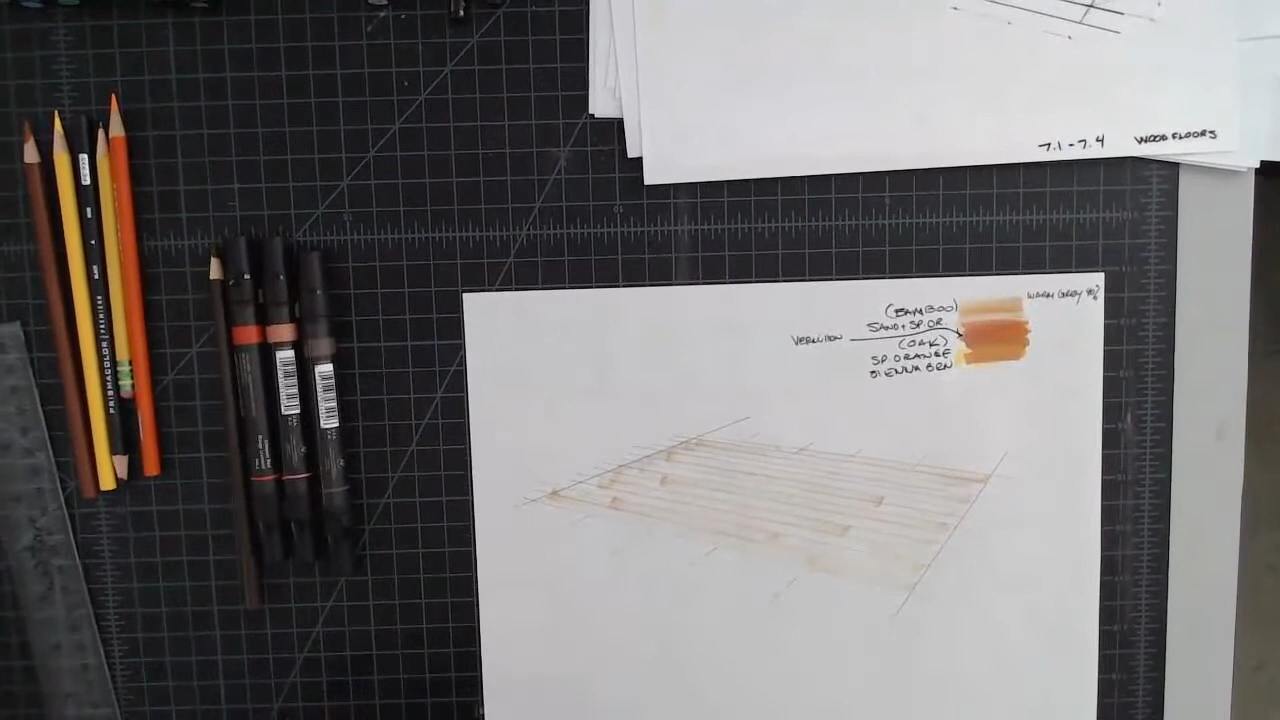 7.1 - 7.4 WOOD FLOORS
(BAMBOO)
WARM GREY 40%
SAND + SP. OR.
VERMILION
(OAK)
SP. ORANGE
SIENNA BRN
PRISMACOLOR | PREMIER